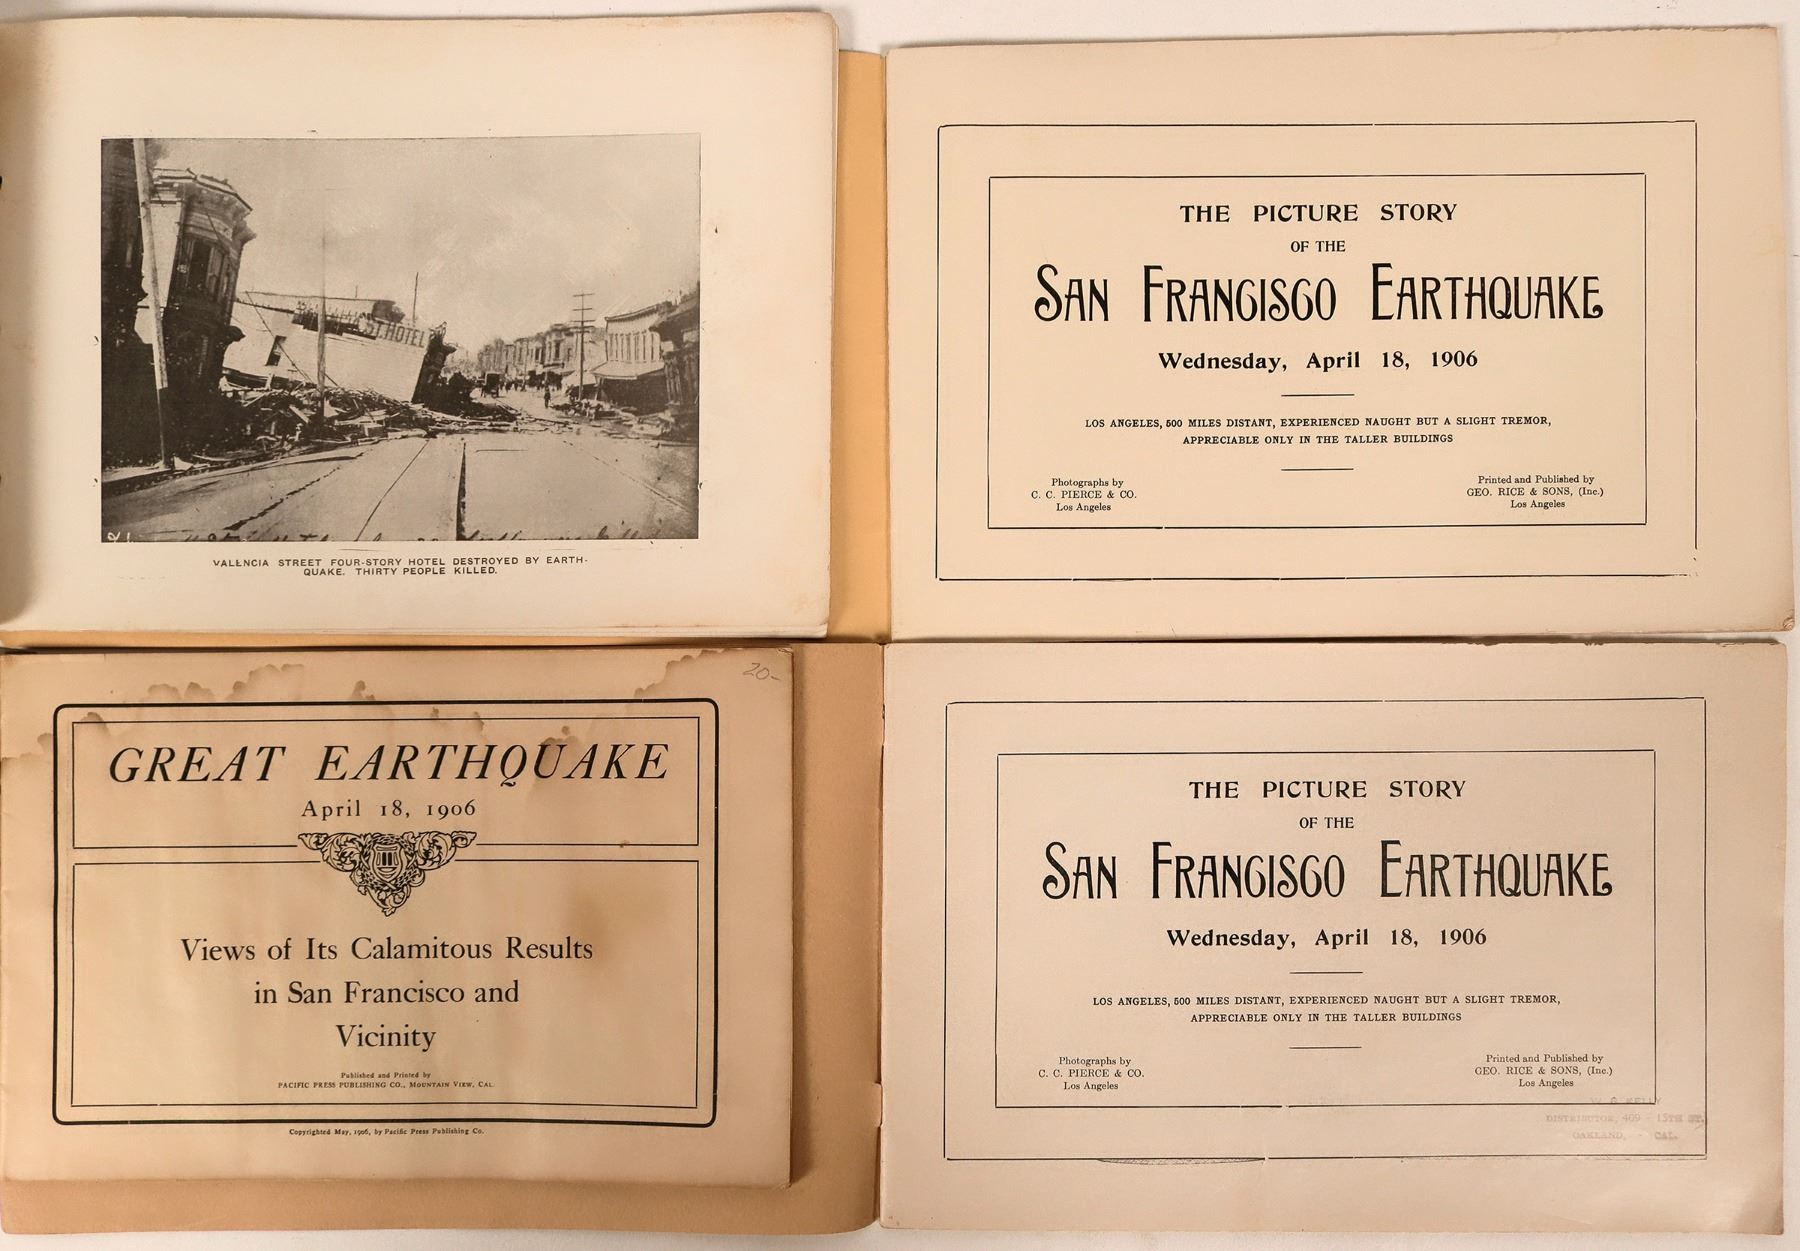 ST. HOTEL
VALENCIA STREET FOUR-STORY HOTEL DESTROYED BY EARTH-
QUAKE. THIRTY PEOPLE KILLED.
THE PICTURE STORY
OF THE
SAN FRANCISCO EARTHQUAKE
Wednesday, April 18, 1906
LOS ANGELES, 500 MILES DISTANT, EXPERIENCED NAUGHT BUT A SLIGHT TREMOR,
APPRECIABLE ONLY IN THE TALLER BUILDINGS
Photographs by
C. C. PIERCE & CO.
Los Angeles
Printed and Published by
GEO. RICE & SONS, (Inc.)
Los Angeles
20-
GREAT EARTHQUAKE
April 18, 1906
Views of Its Calamitous Results
in San Francisco and
Vicinity
Published and Printed by
PACIFIC PRESS PUBLISHING CO., MOUNTAIN VIEW, CAL.
Copyrighted May, 1906, by Pacific Press Publishing Co.
THE PICTURE STORY
OF THE
SAN FRANCISCO EARTHQUAKE
Wednesday, April 18, 1906
LOS ANGELES, 500 MILES DISTANT, EXPERIENCED NAUGHT BUT A SLIGHT TREMOR,
APPRECIABLE ONLY IN THE TALLER BUILDINGS
Photographs by
C. C. PIERCE & CO.
Los Angeles
Printed and Published by
GEO. RICE & SONS, (Inc.)
Los Angeles
KELLY
DISTRIBUTOR, 409 - 15TH ST.
OAKLAND, - CAL.